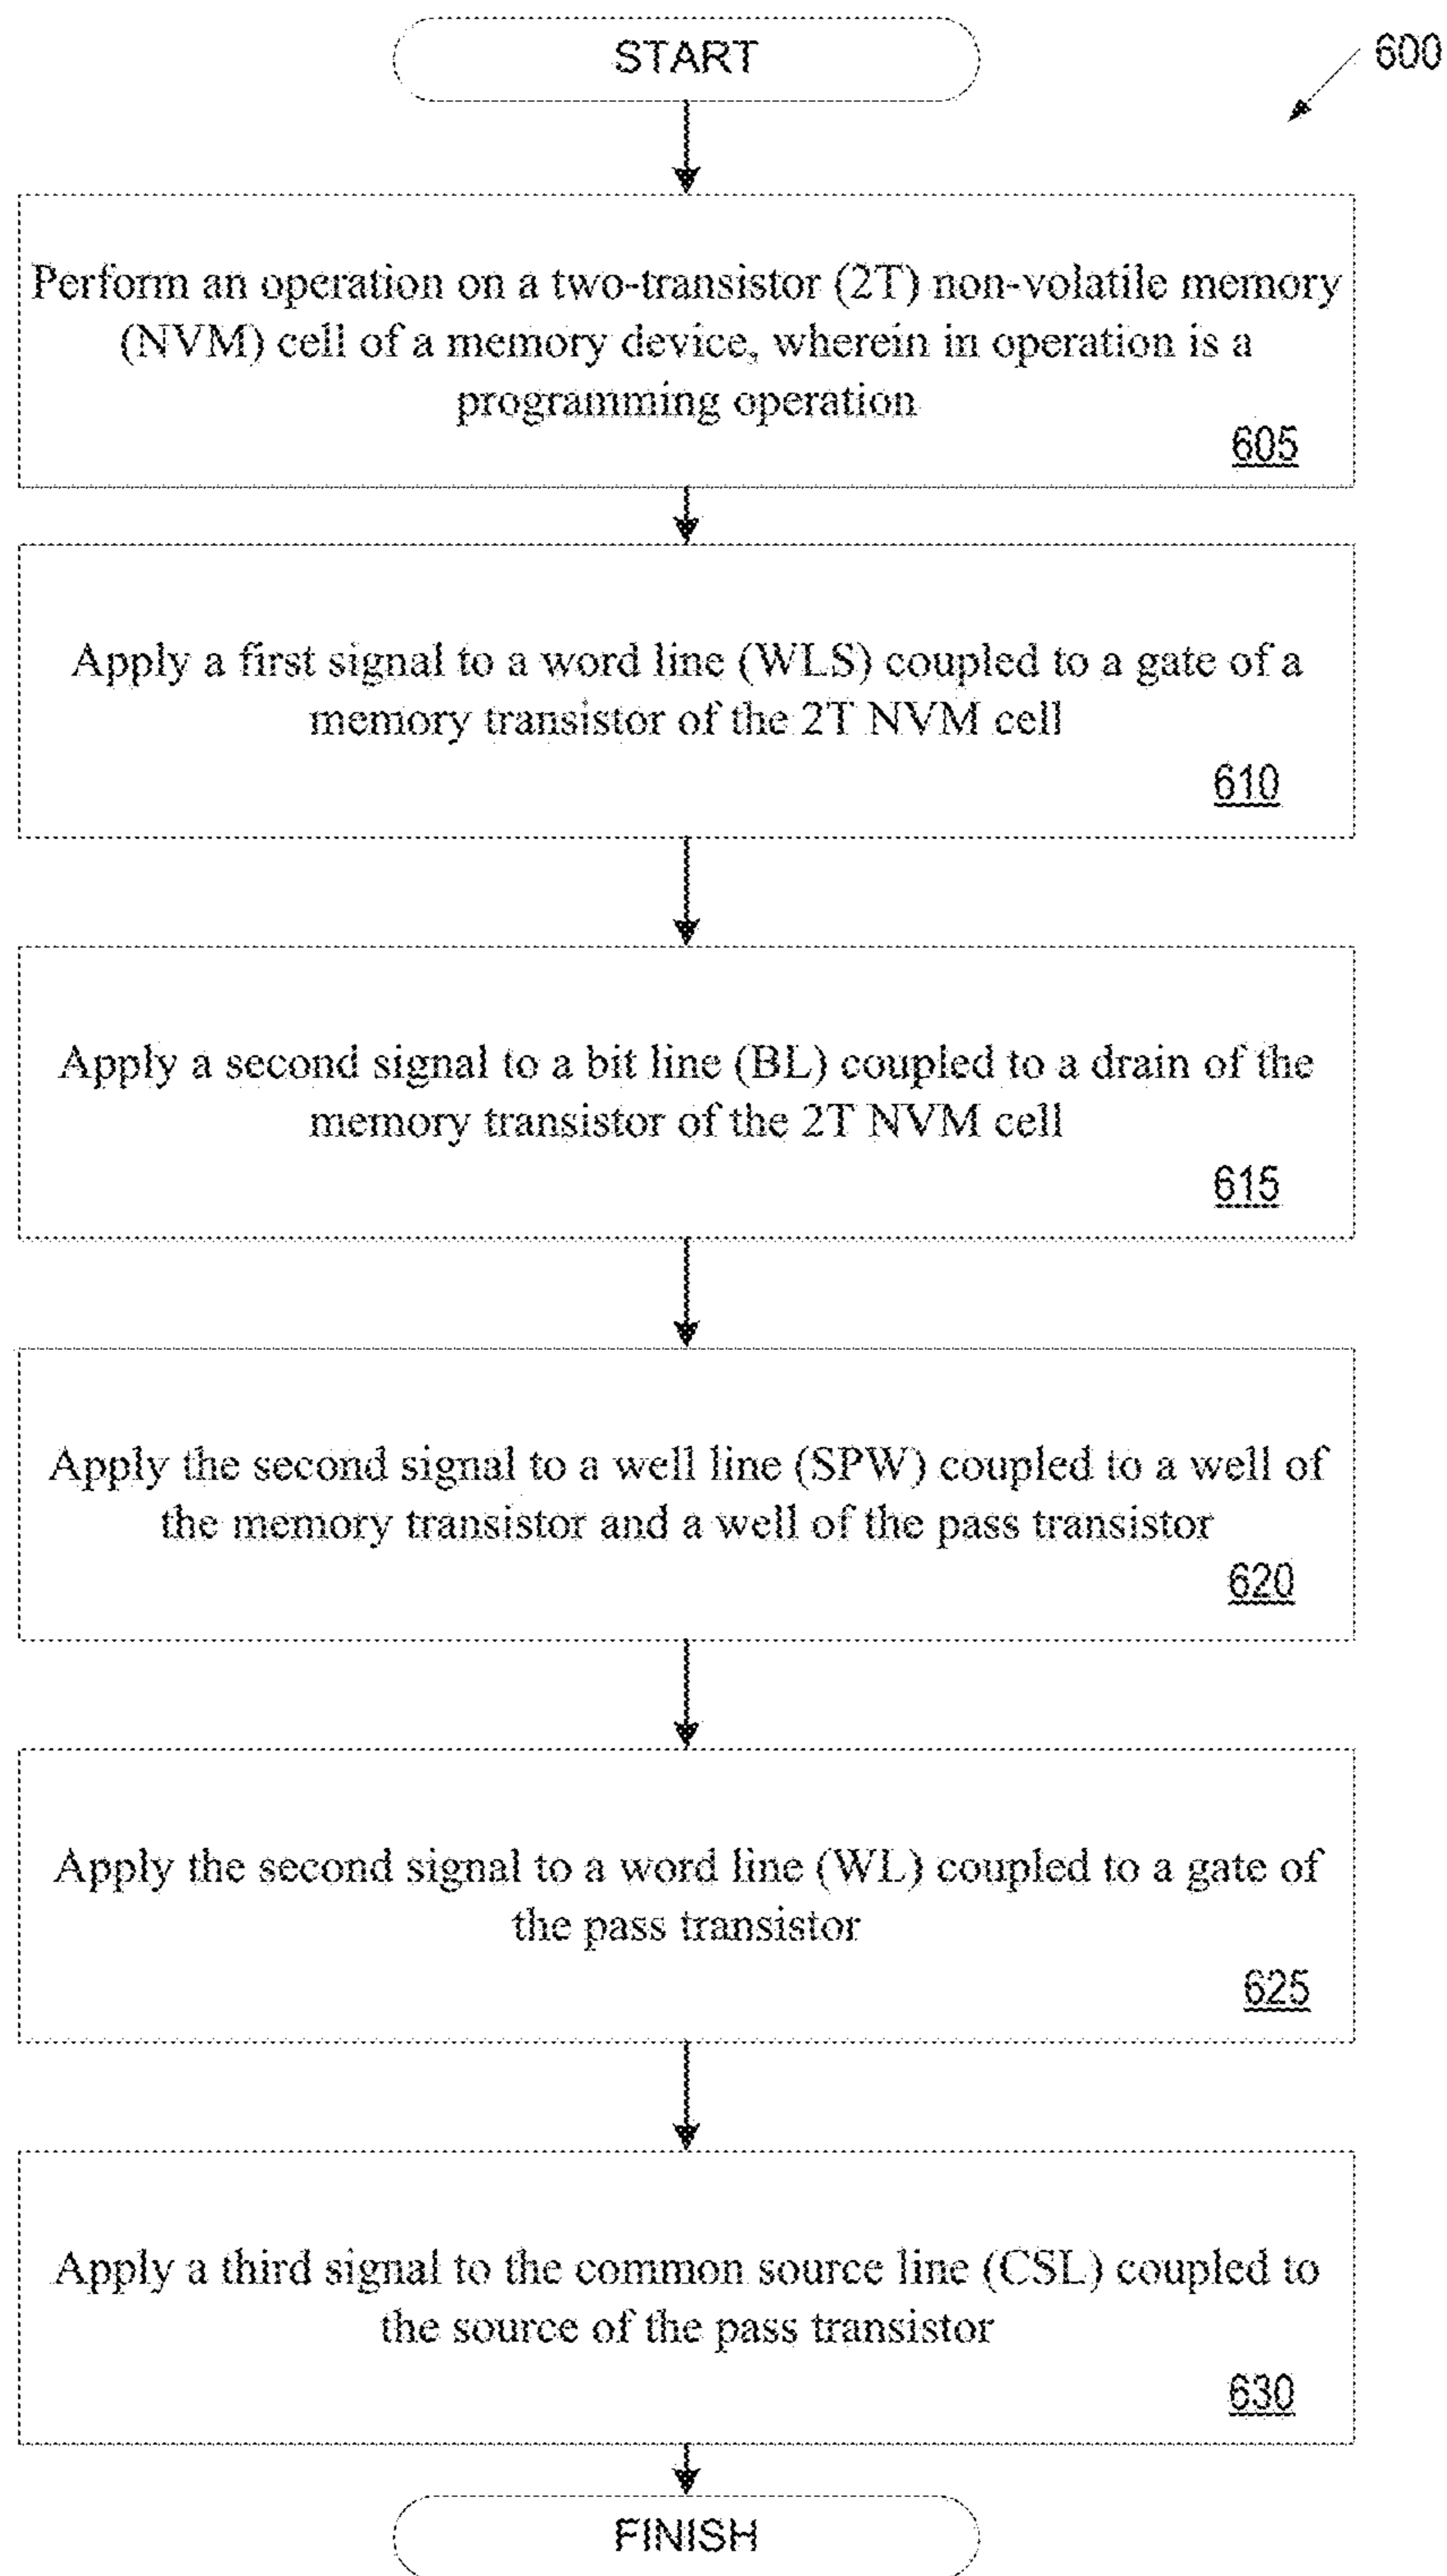 START
600
Perform an operation on a two-transistor (2T) non-volatile memory
(NVM) cell of a memory device, wherein in operation is a
programming operation
605
Apply a first signal to a word line (WLS) coupled to a gate of a
memory transistor of the 2T NVM cell
610
Apply a second signal to a bit line (BL) coupled to a drain of the
memory transistor of the 2T NVM cell
615
Apply the second signal to a well line (SPW) coupled to a well of
the memory transistor and a well of the pass transistor
620
Apply the second signal to a word line (WL) coupled to a gate of
the pass transistor
625
Apply a third signal to the common source line (CSL) coupled to
the source of the pass transistor
630
FINISH